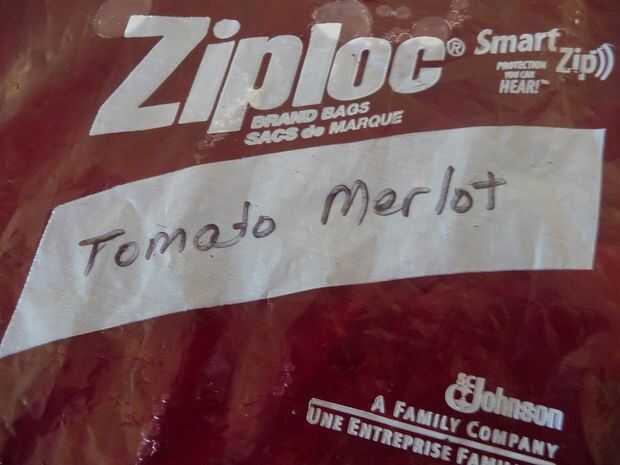 Ziploc® Smart Zip
PROTECTION
YOU CAN
HEAR!™
BRAND BAGS
SACS de MARQUE
Tomato Merlot
SC Johnson
A FAMILY COMPANY
UNE ENTREPRISE